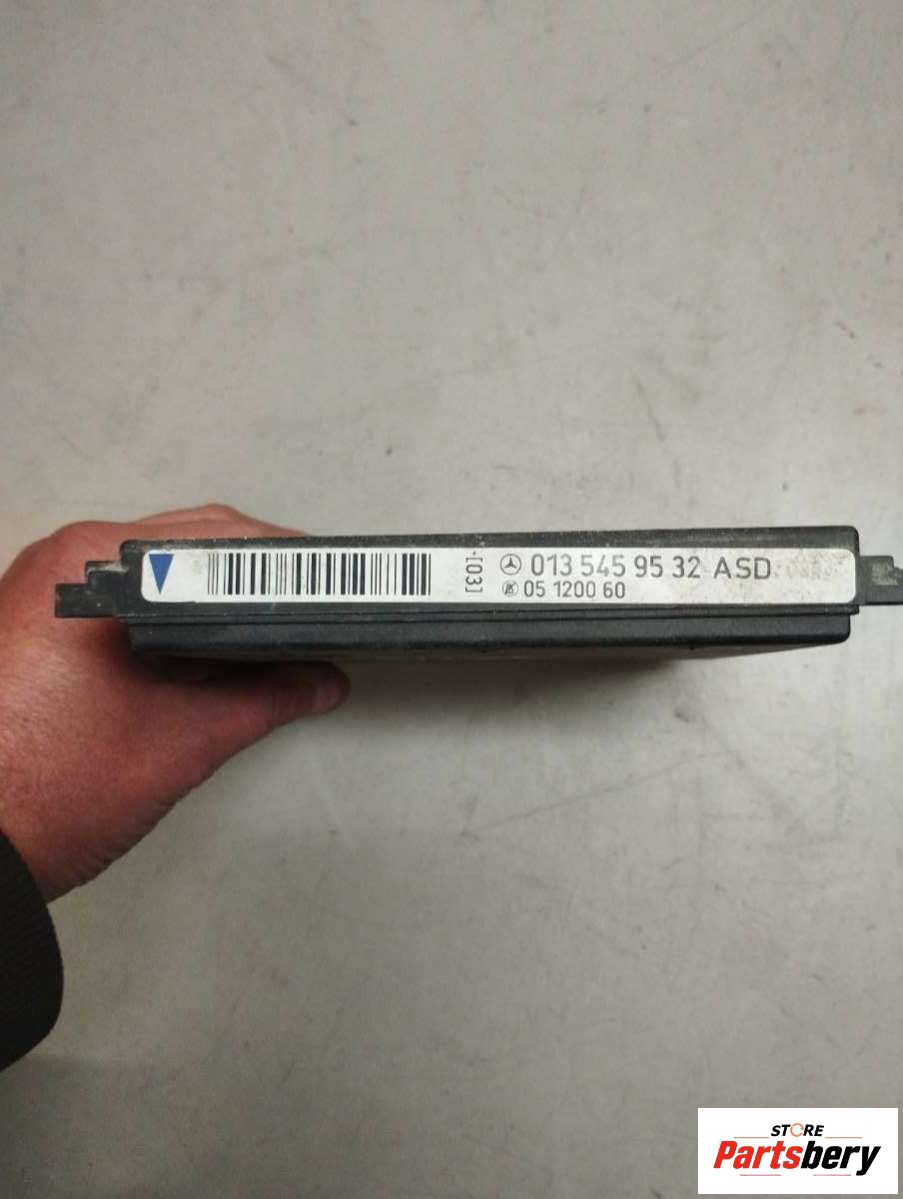 -[03]
013 545 95 32 ASD
05 1200 60
STORE
Partsbery